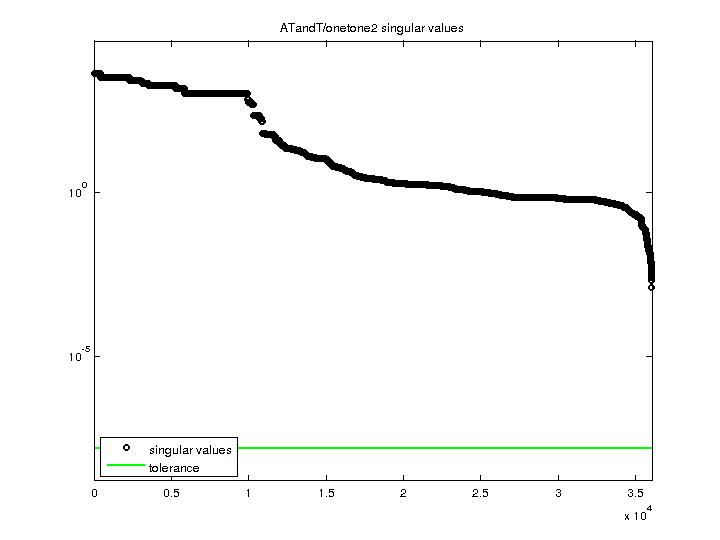 ATandT/onetone2 singular values
10^0
10^-5
singular values
tolerance
0 0.5 1 1.5 2 2.5 3 3.5
x 10^4